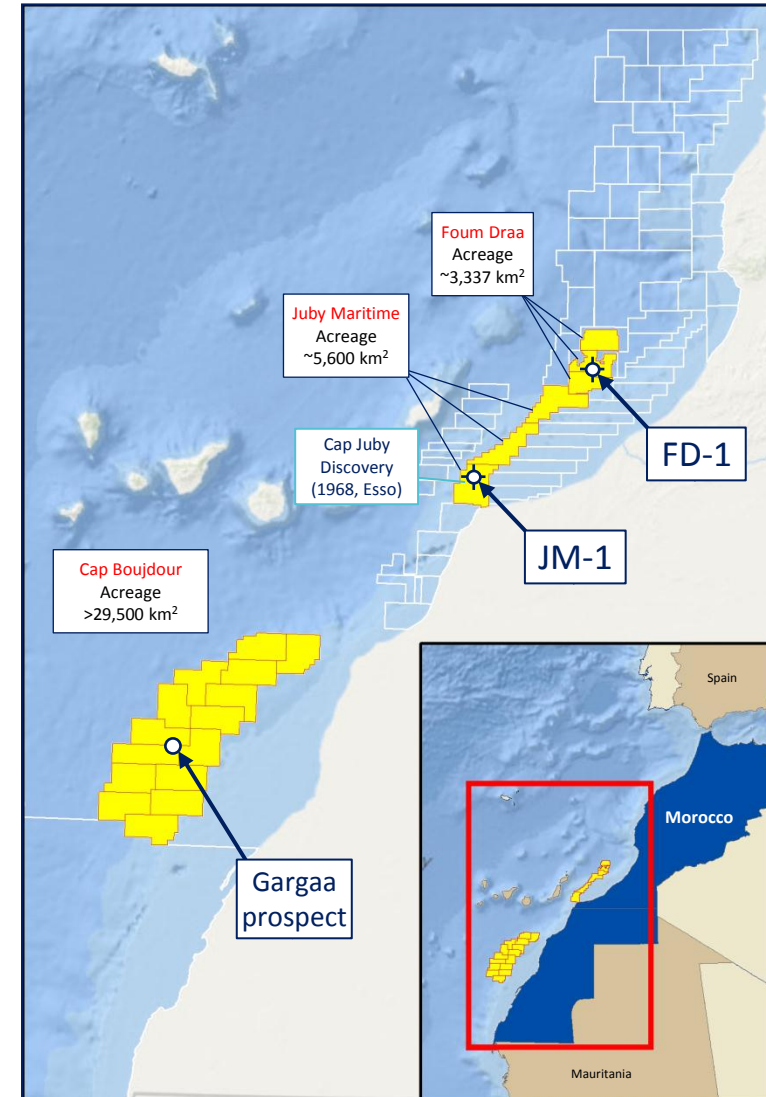 Foum Draa
Acreage
~3,337 km²
Juby Maritime
Acreage
~5,600 km²
Cap Juby
Discovery
(1968, Esso)
FD-1
JM-1
Cap Boujdour
Acreage
>29,500 km²
Gargaa
prospect
Spain
Morocco
Mauritania